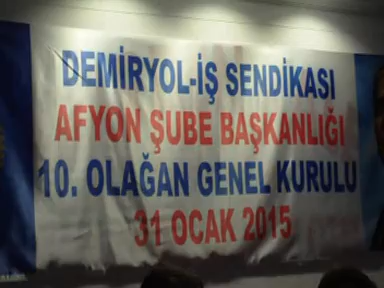 DEMİRYOL-İŞ SENDİKASI
AFYON ŞUBE BAŞKANLIĞI
10. OLAĞAN GENEL KURULU
31 OCAK 2015